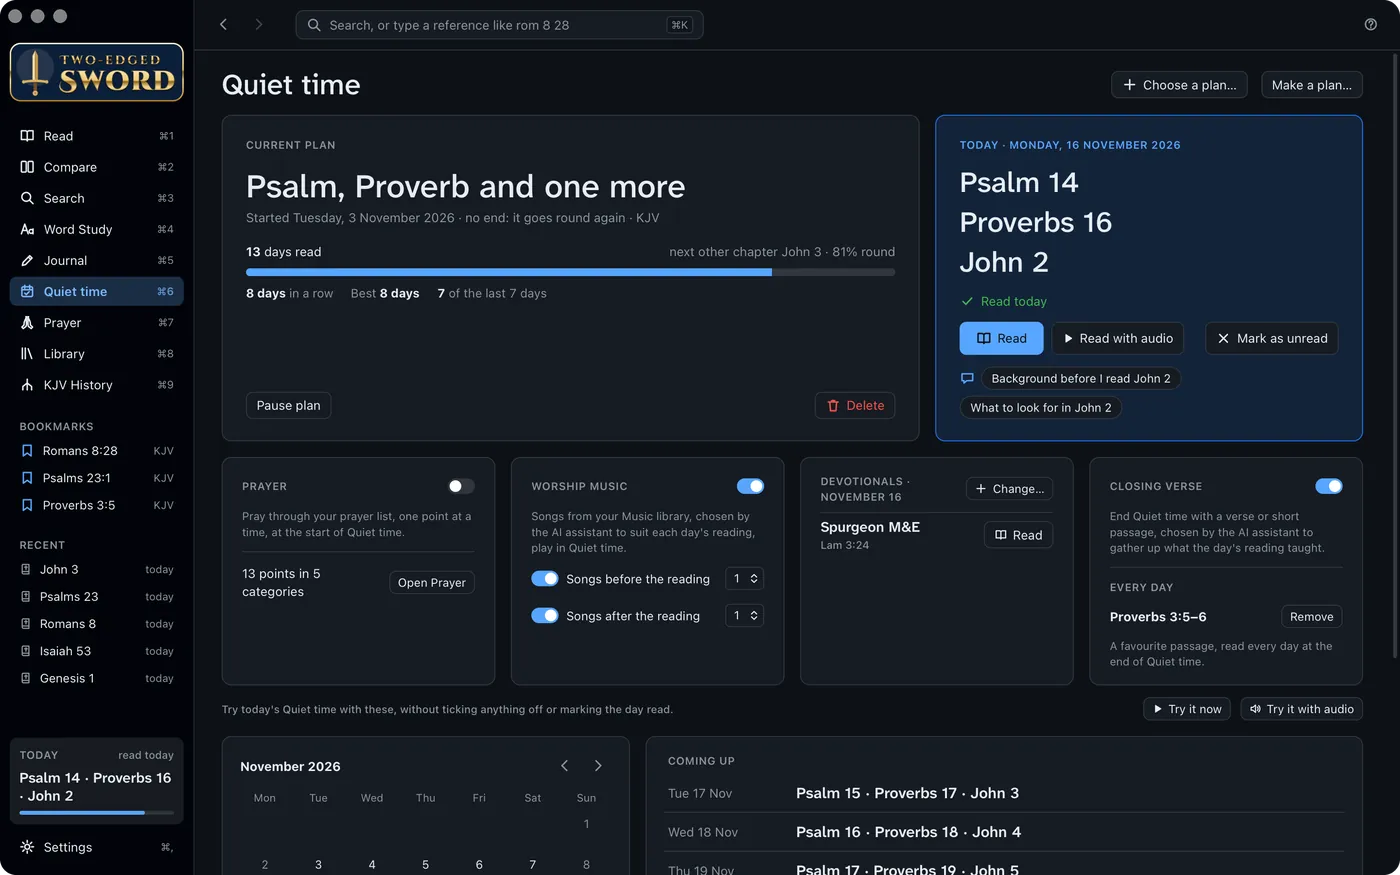 TWO-EDGED
SWORD
Read ⌘1
Compare ⌘2
Search ⌘3
Word Study ⌘4
Journal ⌘5
Quiet time ⌘6
Prayer ⌘7
Library ⌘8
KJV History ⌘9
BOOKMARKS
Romans 8:28 KJV
Psalms 23:1 KJV
Proverbs 3:5 KJV
RECENT
John 3 today
Psalms 23 today
Romans 8 today
Isaiah 53 today
Genesis 1 today
TODAY read today
Psalm 14 · Proverbs 16
· John 2
Settings ⌘,
Search, or type a reference like rom 8 28 ⌘K
Quiet time
Choose a plan...
Make a plan...
CURRENT PLAN
Psalm, Proverb and one more
Started Tuesday, 3 November 2026 · no end: it goes round again · KJV
13 days read
next other chapter John 3 · 81% round
8 days in a row Best 8 days 7 of the last 7 days
Pause plan
Delete
TODAY · MONDAY, 16 NOVEMBER 2026
Psalm 14
Proverbs 16
John 2
Read today
Read
Read with audio
Mark as unread
Background before I read John 2
What to look for in John 2
PRAYER
Pray through your prayer list, one point at a
time, at the start of Quiet time.
13 points in 5
categories
Open Prayer
WORSHIP MUSIC
Songs from your Music library, chosen by
the AI assistant to suit each day's reading,
play in Quiet time.
Songs before the reading 1
Songs after the reading 1
DEVOTIONALS ·
NOVEMBER 16
Change...
Spurgeon M&E
Lam 3:24
Read
CLOSING VERSE
End Quiet time with a verse or short
passage, chosen by the AI assistant to
gather up what the day's reading taught.
EVERY DAY
Proverbs 3:5–6
Remove
A favourite passage, read every day at the
end of Quiet time.
Try today's Quiet time with these, without ticking anything off or marking the day read.
Try it now
Try it with audio
November 2026
Mon Tue Wed Thu Fri Sat Sun
1
2 3 4 5 6 7 8
COMING UP
Tue 17 Nov Psalm 15 · Proverbs 17 · John 3
Wed 18 Nov Psalm 16 · Proverbs 18 · John 4
Thu 19 Nov Psalm 17 · Proverbs 19 · John 5